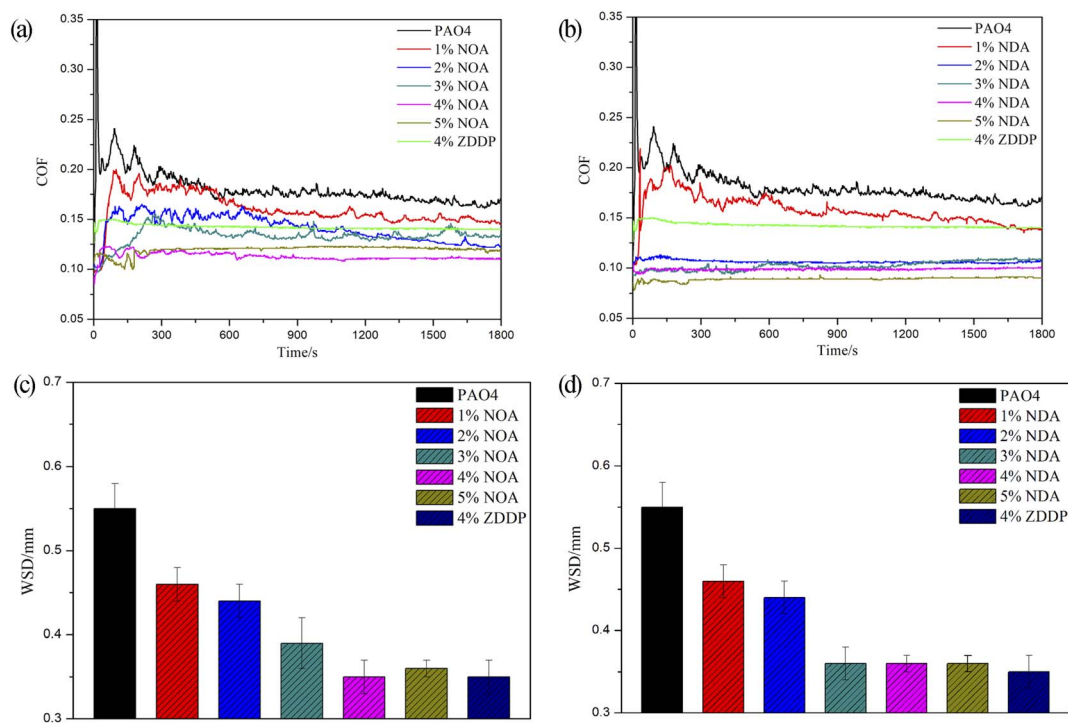 (a)
0.35
0.30
0.25
0.20
0.15
0.10
0.05
COF
0 300 600 900 1200 1500 1800
Time/s
PAO4
1% NOA
2% NOA
3% NOA
4% NOA
5% NOA
4% ZDDP
(b)
0.35
0.30
0.25
0.20
0.15
0.10
0.05
COF
0 300 600 900 1200 1500 1800
Time/s
PAO4
1% NDA
2% NDA
3% NDA
4% NDA
5% NDA
4% ZDDP
(c)
0.7
0.6
0.5
0.4
0.3
WSD/mm
PAO4
1% NOA
2% NOA
3% NOA
4% NOA
5% NOA
4% ZDDP
(d)
0.7
0.6
0.5
0.4
0.3
WSD/mm
PAO4
1% NDA
2% NDA
3% NDA
4% NDA
5% NDA
4% ZDDP